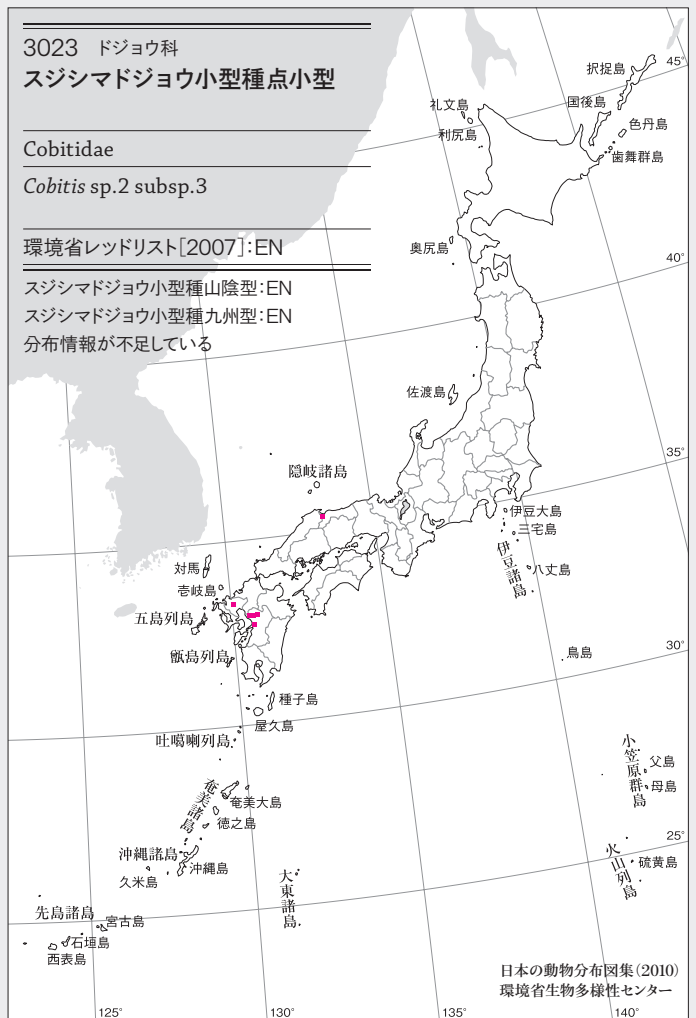 3023 ドジョウ科
スジシマドジョウ小型種点小型
Cobitidae
Cobitis sp.2 subsp.3
環境省レッドリスト[2007]:EN
スジシマドジョウ小型種山陰型:EN
スジシマドジョウ小型種九州型:EN
分布情報が不足している
択捉島
45°
礼文島
国後島
色丹島
利尻島
歯舞群島
奥尻島
40°
佐渡島
35°
隠岐諸島
伊豆大島
三宅島
伊豆諸島
八丈島
対馬
壱岐島
五島列島
甑島列島
鳥島
30°
種子島
屋久島
吐噶喇列島
小笠原群島
父島
母島
奄美諸島
奄美大島
徳之島
25°
沖縄諸島
沖縄島
久米島
大東諸島
火山列島
硫黄島
先島諸島
宮古島
石垣島
西表島
日本の動物分布図集(2010)
環境省生物多様性センター
125°
130°
135°
140°